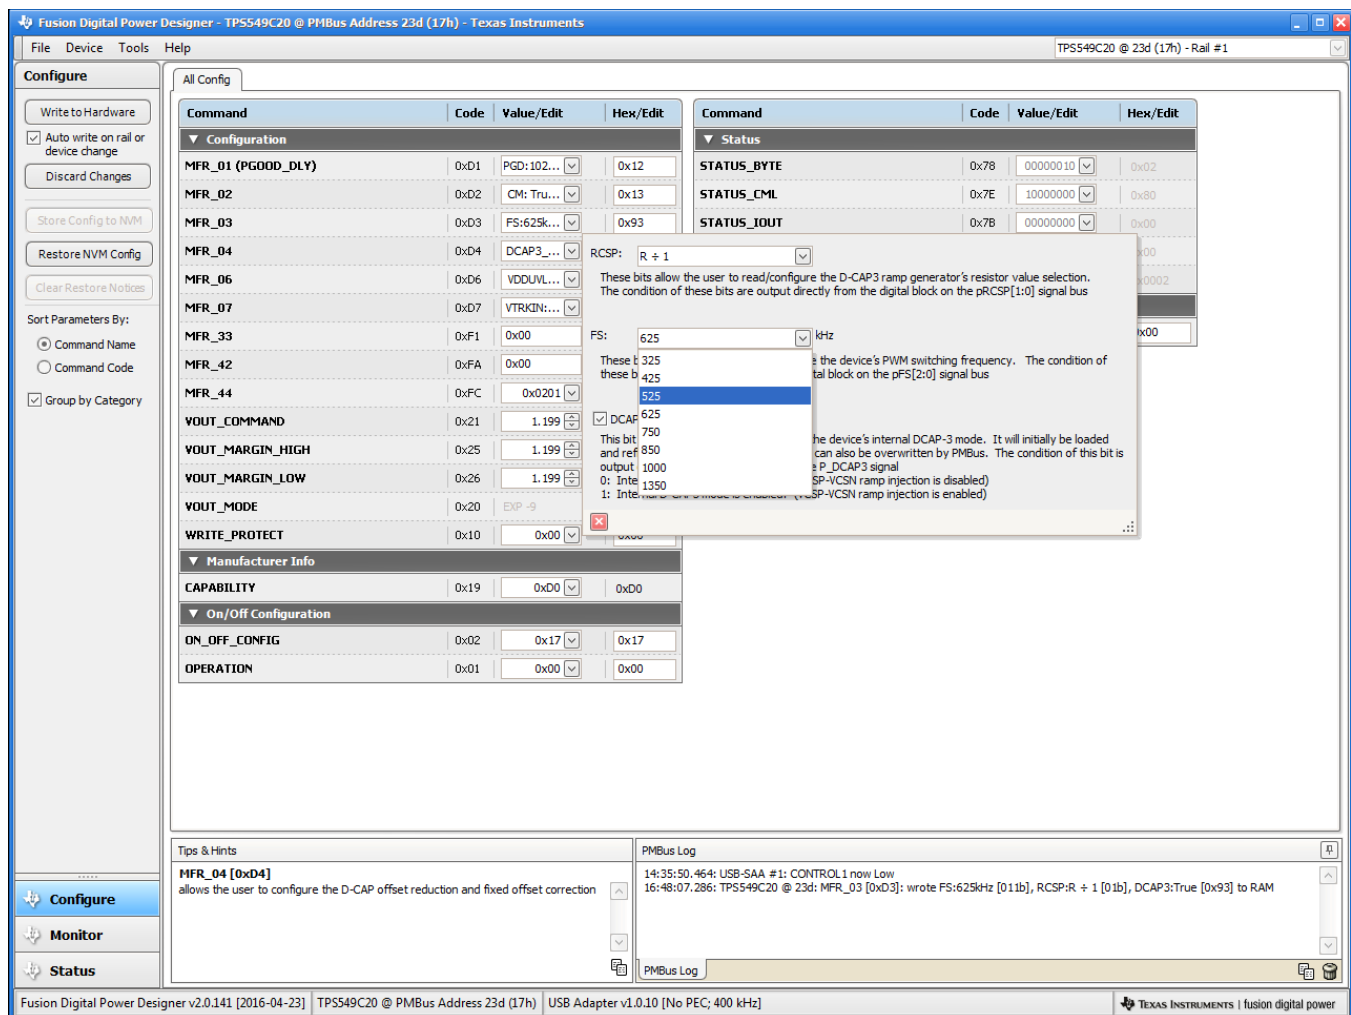 Fusion Digital Power Designer - TPS549C20 @ PMBus Address 23d (17h) - Texas Instruments
File Device Tools Help
TPS549C20 @ 23d (17h) - Rail #1
Configure
Write to Hardware
Auto write on rail or
device change
Discard Changes
Store Config to NVM
Restore NVM Config
Clear Restore Notices
Sort Parameters By:
Command Name
Command Code
Group by Category
All Config
Command Code Value/Edit Hex/Edit
▼ Configuration
MFR_01 (PGOOD_DLY) 0xD1 PGD:102... 0x12
MFR_02 0xD2 CM: Tru... 0x13
MFR_03 0xD3 FS:625k... 0x93
MFR_04 0xD4 DCAP3_...
MFR_06 0xD6 VDDUVL...
MFR_07 0xD7 VTRKIN:...
MFR_33 0xF1 0x00
MFR_42 0xFA 0x00
MFR_44 0xFC 0x0201
VOUT_COMMAND 0x21 1.199
VOUT_MARGIN_HIGH 0x25 1.199
VOUT_MARGIN_LOW 0x26 1.199
VOUT_MODE 0x20 EXP -9
WRITE_PROTECT 0x10 0x00
▼ Manufacturer Info
CAPABILITY 0x19 0xD0 0xD0
▼ On/Off Configuration
ON_OFF_CONFIG 0x02 0x17 0x17
OPERATION 0x01 0x00 0x00
Command Code Value/Edit Hex/Edit
▼ Status
STATUS_BYTE 0x78 00000010 0x02
STATUS_CML 0x7E 10000000 0x80
STATUS_IOUT 0x7B 00000000 0x00
x00
x0002
x00
RCSP: R ÷ 1
These bits allow the user to read/configure the D-CAP3 ramp generator's resistor value selection.
The condition of these bits are output directly from the digital block on the pRCSP[1:0] signal bus
FS: 625 kHz
These b the device's PWM switching frequency. The condition of
these b tal block on the pFS[2:0] signal bus
325
425
525
625
750
850
1000
1350
DCAP
This bit he device's internal DCAP-3 mode. It will initially be loaded
and ref can also be overwritten by PMBus. The condition of this bit is
output P_DCAP3 signal
0: Inte SP-VCSN ramp injection is disabled)
1: Inte SP-VCSN ramp injection is enabled)
Tips & Hints
MFR_04 [0xD4]
allows the user to configure the D-CAP offset reduction and fixed offset correction
PMBus Log
14:35:50.464: USB-SAA #1: CONTROL1 now Low
16:48:07.286: TPS549C20 @ 23d: MFR_03 [0xD3]: wrote FS:625kHz [011b], RCSP:R ÷ 1 [01b], DCAP3:True [0x93] to RAM
PMBus Log
Configure
Monitor
Status
Fusion Digital Power Designer v2.0.141 [2016-04-23] TPS549C20 @ PMBus Address 23d (17h) USB Adapter v1.0.10 [No PEC; 400 kHz] TEXAS INSTRUMENTS | fusion digital power